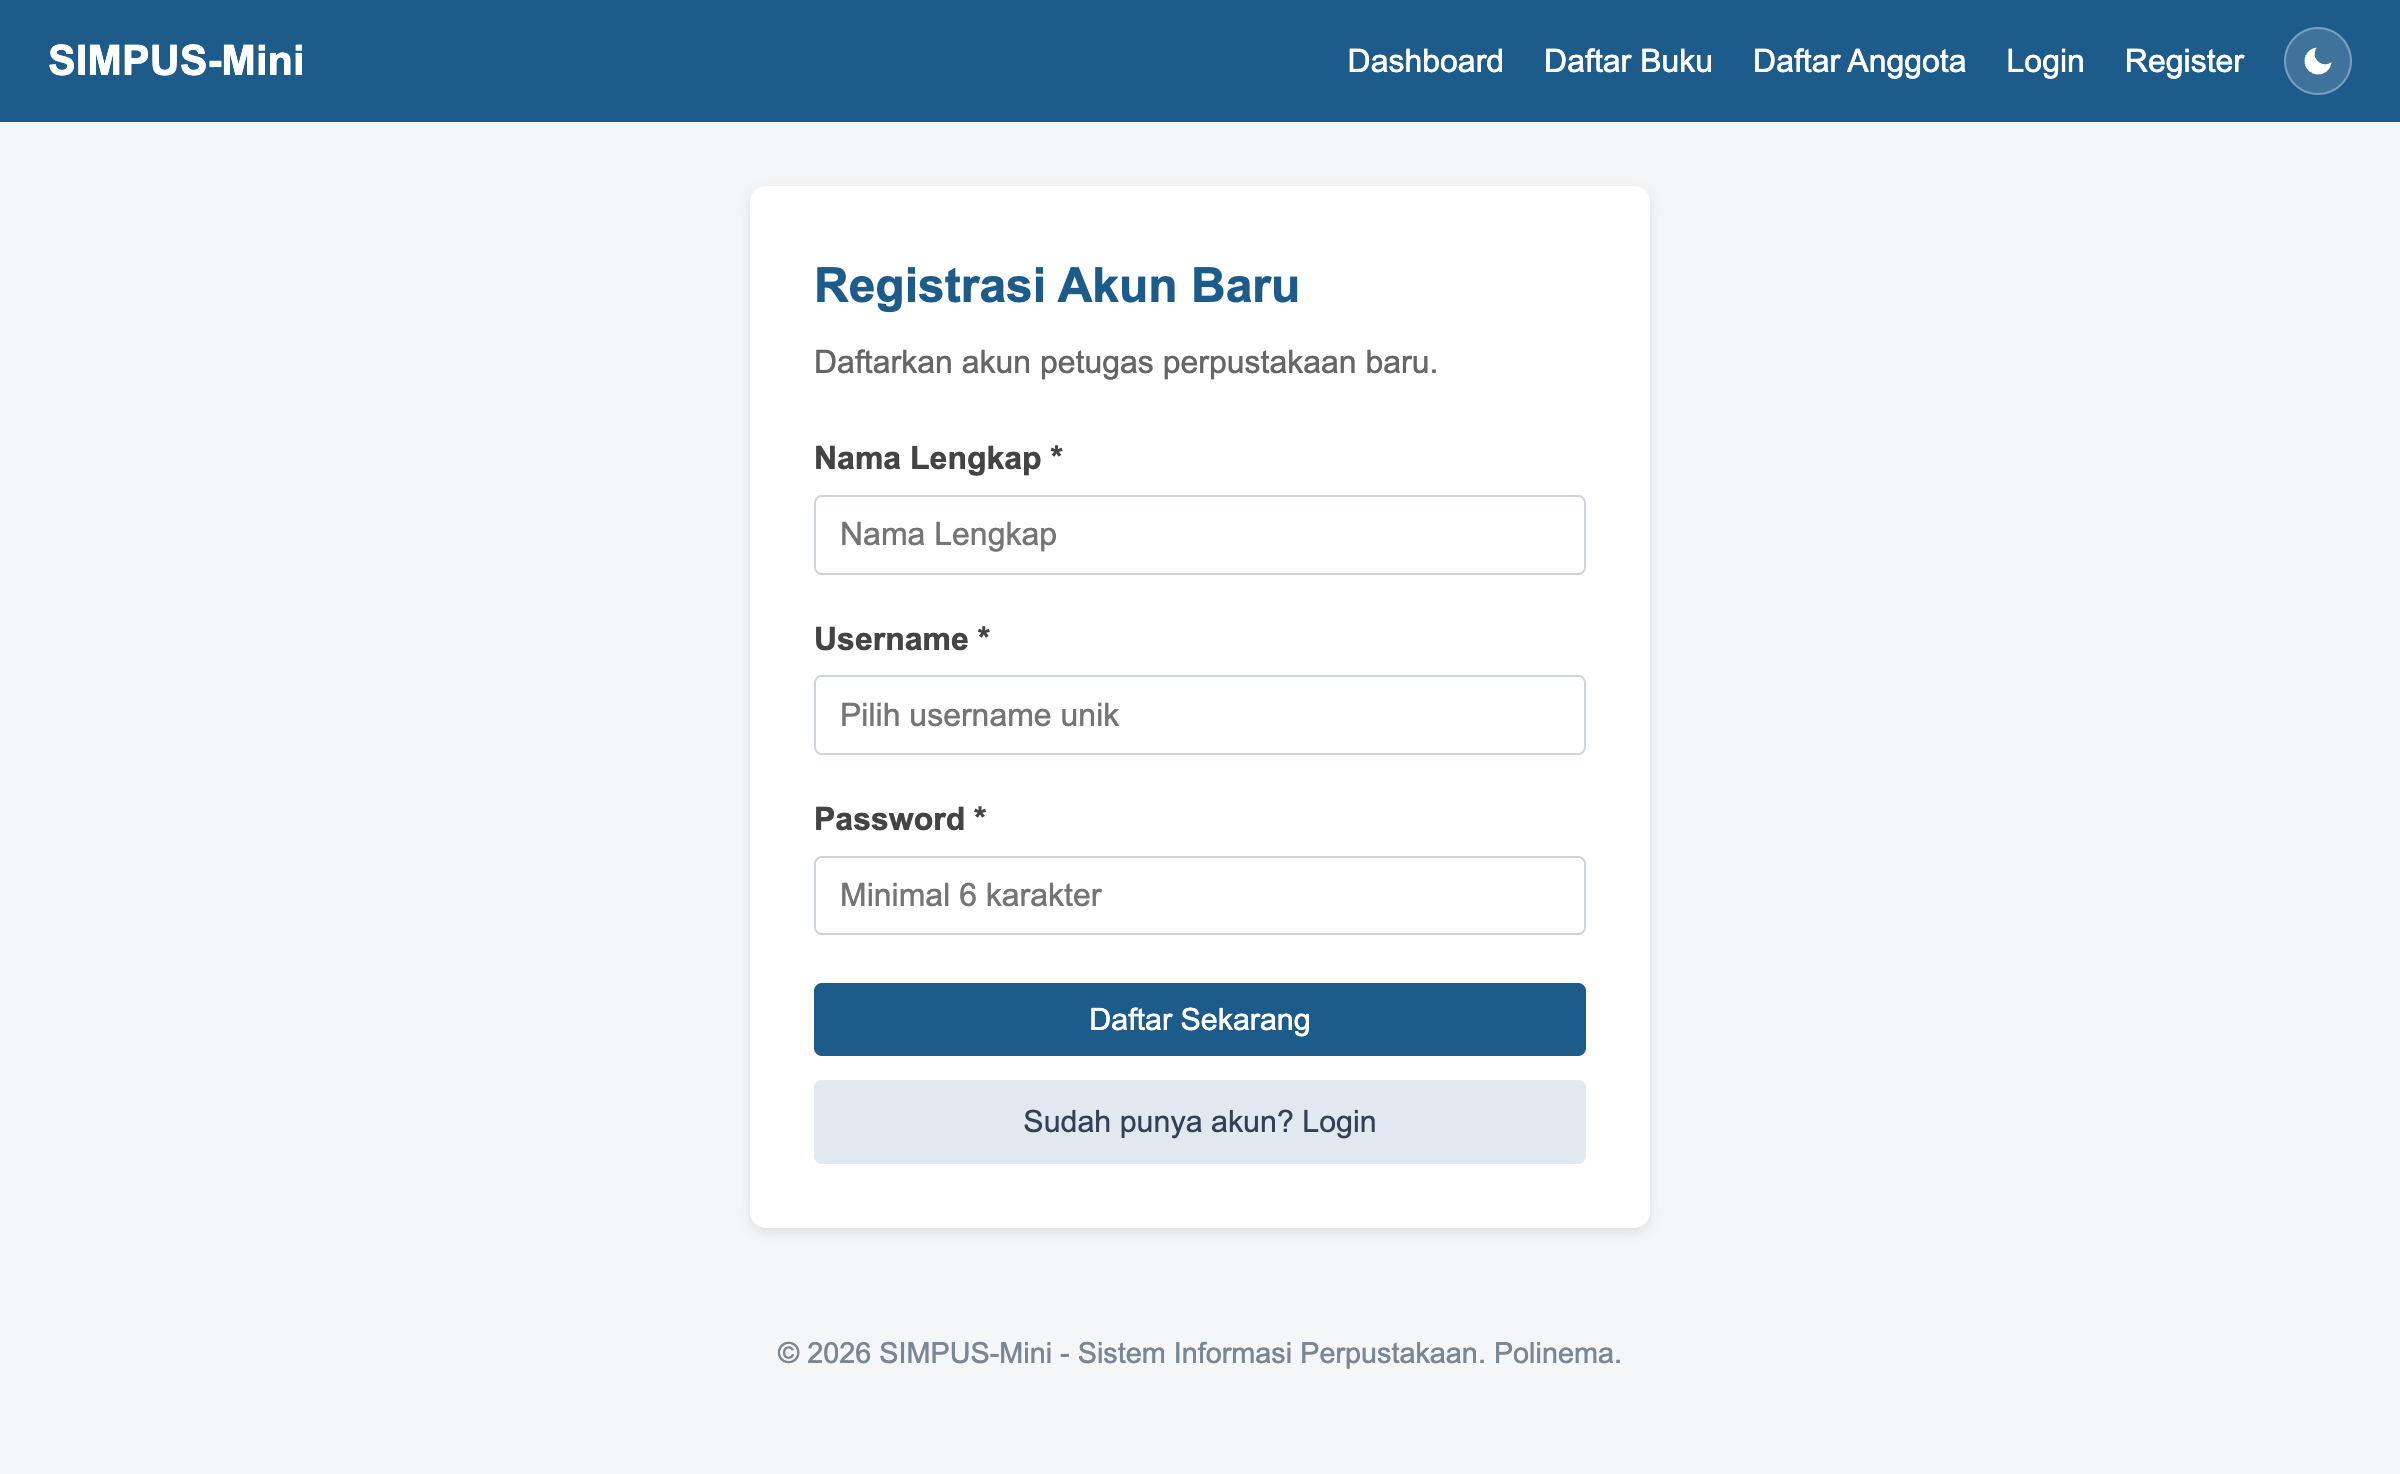 SIMPUS-Mini
Dashboard Daftar Buku Daftar Anggota Login Register
Registrasi Akun Baru
Daftarkan akun petugas perpustakaan baru.
Nama Lengkap *
Nama Lengkap
Username *
Pilih username unik
Password *
Minimal 6 karakter
Daftar Sekarang
Sudah punya akun? Login
© 2026 SIMPUS-Mini - Sistem Informasi Perpustakaan. Polinema.